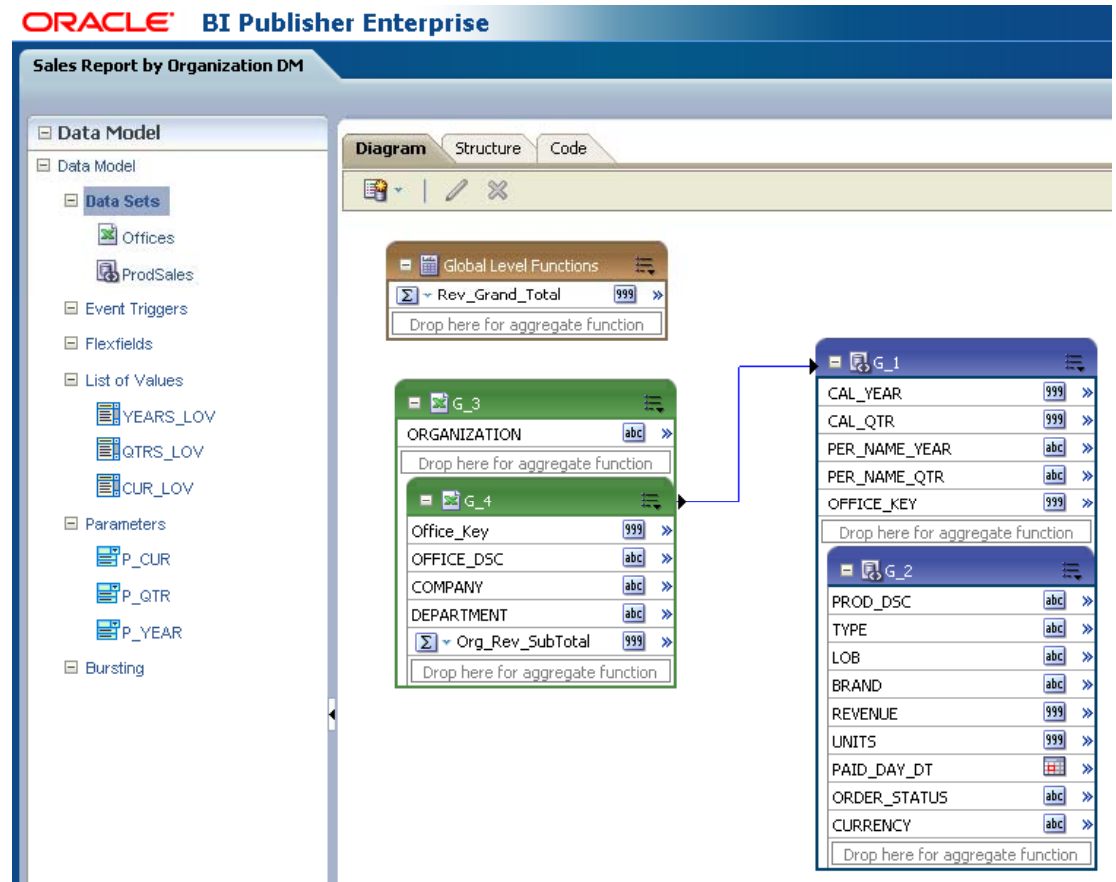 ORACLE BI Publisher Enterprise
Sales Report by Organization DM
Data Model
Data Model
Data Sets
Offices
ProdSales
Event Triggers
Flexfields
List of Values
YEARS_LOV
QTRS_LOV
CUR_LOV
Parameters
P_CUR
P_QTR
P_YEAR
Bursting
Diagram Structure Code
Global Level Functions
Σ Rev_Grand_Total 999 »
Drop here for aggregate function
G_3
ORGANIZATION abc »
Drop here for aggregate function
G_4
Office_Key 999 »
OFFICE_DSC abc »
COMPANY abc »
DEPARTMENT abc »
Σ Org_Rev_SubTotal 999 »
Drop here for aggregate function
G_1
CAL_YEAR 999 »
CAL_QTR 999 »
PER_NAME_YEAR abc »
PER_NAME_QTR abc »
OFFICE_KEY 999 »
Drop here for aggregate function
G_2
PROD_DSC abc »
TYPE abc »
LOB abc »
BRAND abc »
REVENUE 999 »
UNITS 999 »
PAID_DAY_DT »
ORDER_STATUS abc »
CURRENCY abc »
Drop here for aggregate function